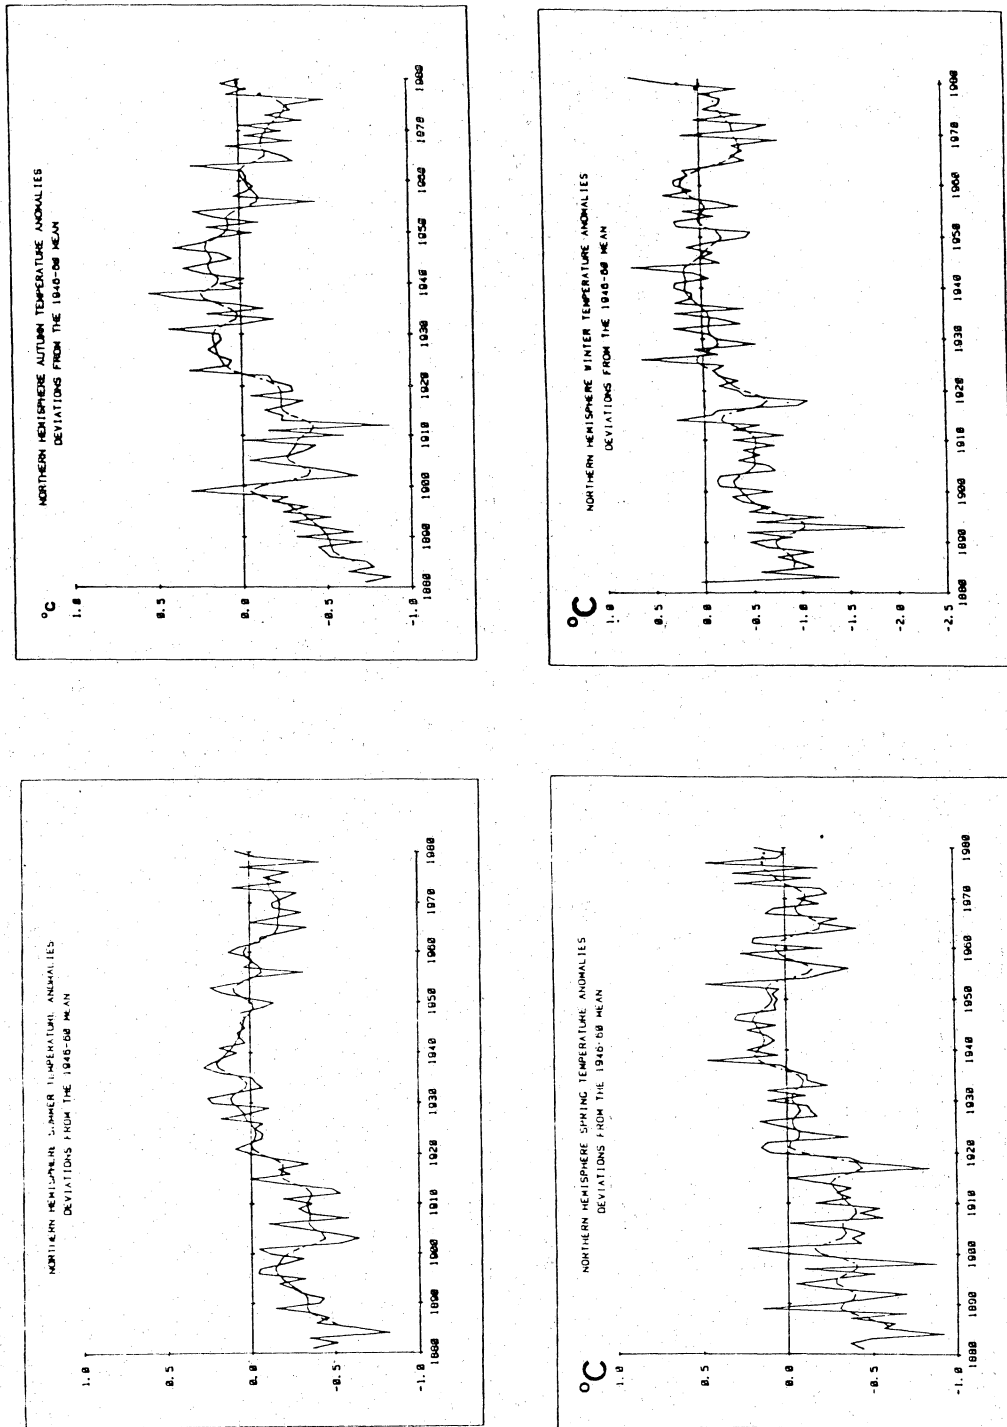 NORTHERN HEMISPHERE SUMMER TEMPERATURE ANOMALIES
DEVIATIONS FROM THE 1946-60 MEAN
1.0
0.5
0.0
-0.5
-1.0
1880 1890 1900 1910 1920 1930 1940 1950 1960 1970 1980
NORTHERN HEMISPHERE AUTUMN TEMPERATURE ANOMALIES
DEVIATIONS FROM THE 1946-60 MEAN
°C
1.0
0.5
0.0
-0.5
-1.0
1880 1890 1900 1910 1920 1930 1940 1950 1960 1970 1980
NORTHERN HEMISPHERE SPRING TEMPERATURE ANOMALIES
DEVIATIONS FROM THE 1946-60 MEAN
°C
1.0
0.5
0.0
-0.5
-1.0
1880 1890 1900 1910 1920 1930 1940 1950 1960 1970 1980
NORTHERN HEMISPHERE WINTER TEMPERATURE ANOMALIES
DEVIATIONS FROM THE 1946-60 MEAN
°C
1.0
0.5
0.0
-0.5
-1.0
-1.5
-2.0
-2.5
1880 1890 1900 1910 1920 1930 1940 1950 1960 1970 1980